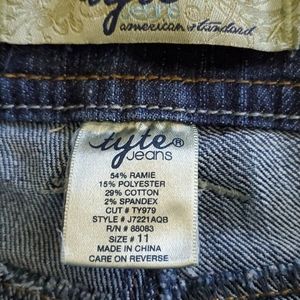 tyte
american standard
tyte®
jeans
54% RAMIE
15% POLYESTER
29% COTTON
2% SPANDEX
CUT # TY979
STYLE # J7221AQB
R/N # 88083
SIZE # 11
MADE IN CHINA
CARE ON REVERSE